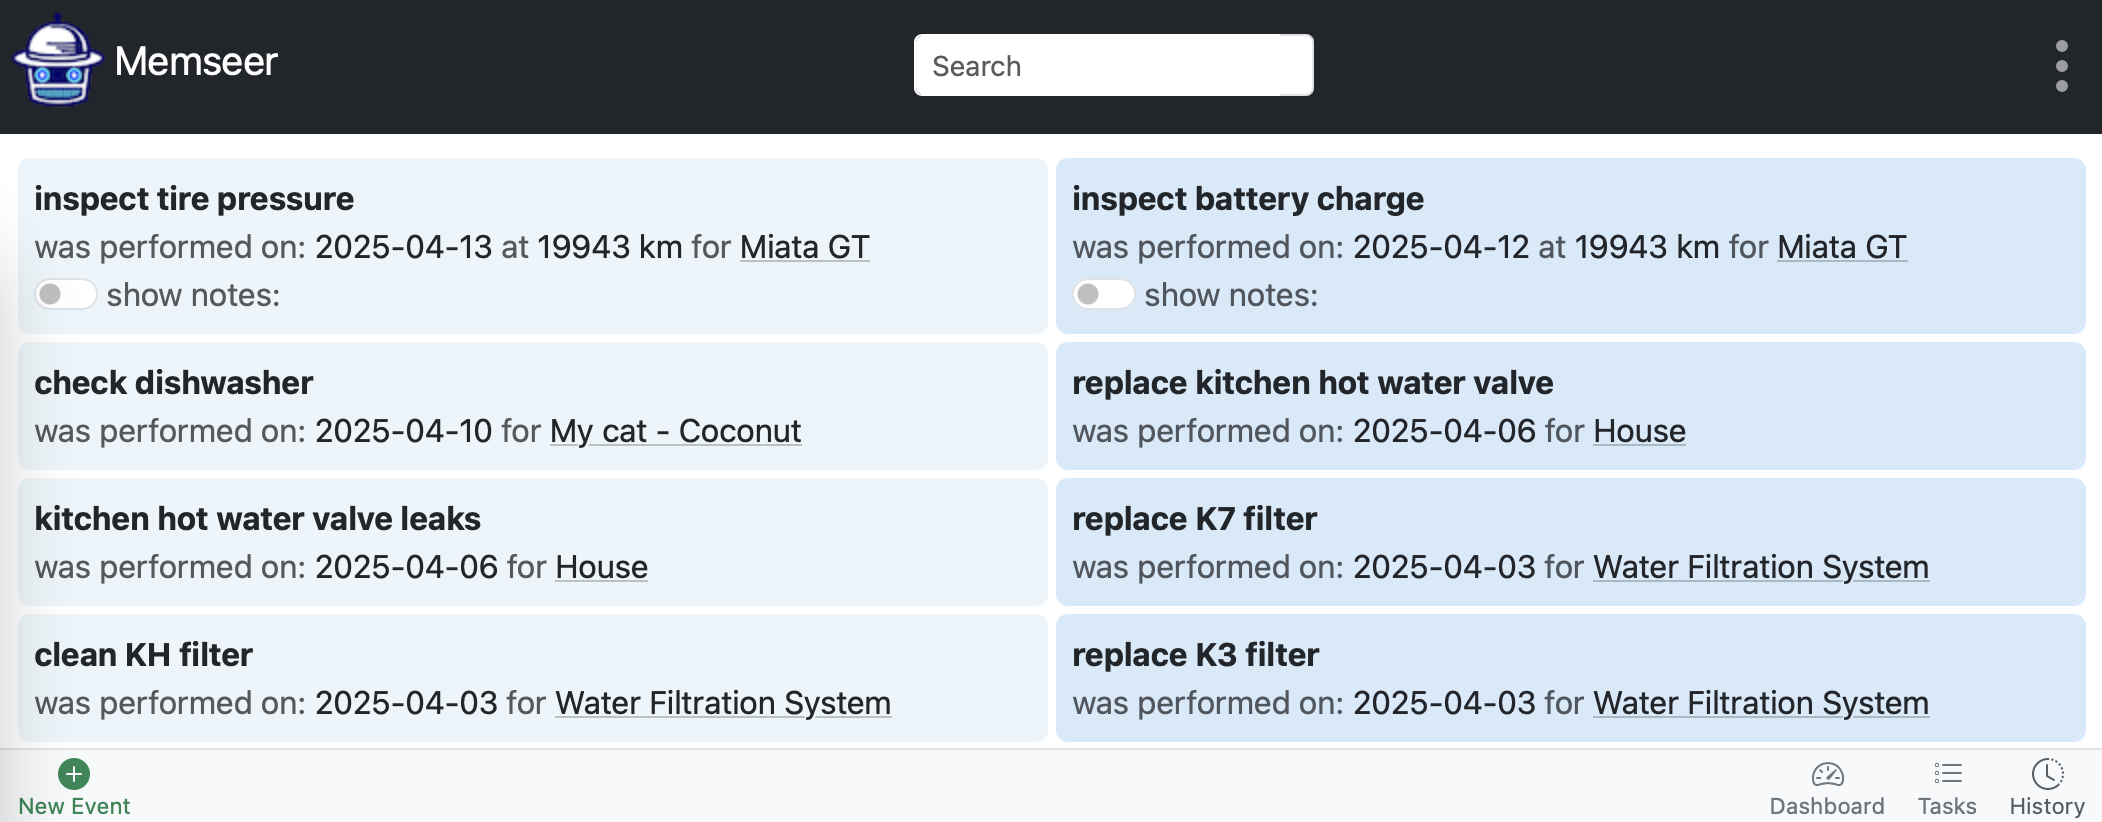 Memseer
Search
inspect tire pressure
was performed on: 2025-04-13 at 19943 km for Miata GT
show notes:
inspect battery charge
was performed on: 2025-04-12 at 19943 km for Miata GT
show notes:
check dishwasher
was performed on: 2025-04-10 for My cat - Coconut
replace kitchen hot water valve
was performed on: 2025-04-06 for House
kitchen hot water valve leaks
was performed on: 2025-04-06 for House
replace K7 filter
was performed on: 2025-04-03 for Water Filtration System
clean KH filter
was performed on: 2025-04-03 for Water Filtration System
replace K3 filter
was performed on: 2025-04-03 for Water Filtration System
New Event
Dashboard
Tasks
History